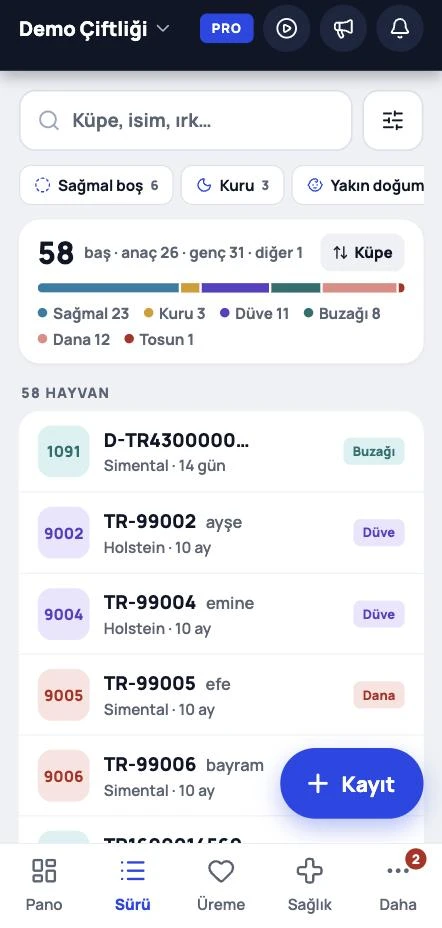 Demo Çiftliği PRO
Küpe, isim, ırk...
Sağmal boş 6 Kuru 3 Yakın doğum
58 baş · anaç 26 · genç 31 · diğer 1 Küpe
Sağmal 23 Kuru 3 Düve 11 Buzağı 8
Dana 12 Tosun 1
58 HAYVAN
1091 D-TR4300000... Buzağı
Simental · 14 gün
9002 TR-99002 ayşe Düve
Holstein · 10 ay
9004 TR-99004 emine Düve
Holstein · 10 ay
9005 TR-99005 efe Dana
Simental · 10 ay
9006 TR-99006 bayram
Simental · 10 ay
+ Kayıt
2
Pano Sürü Üreme Sağlık Daha